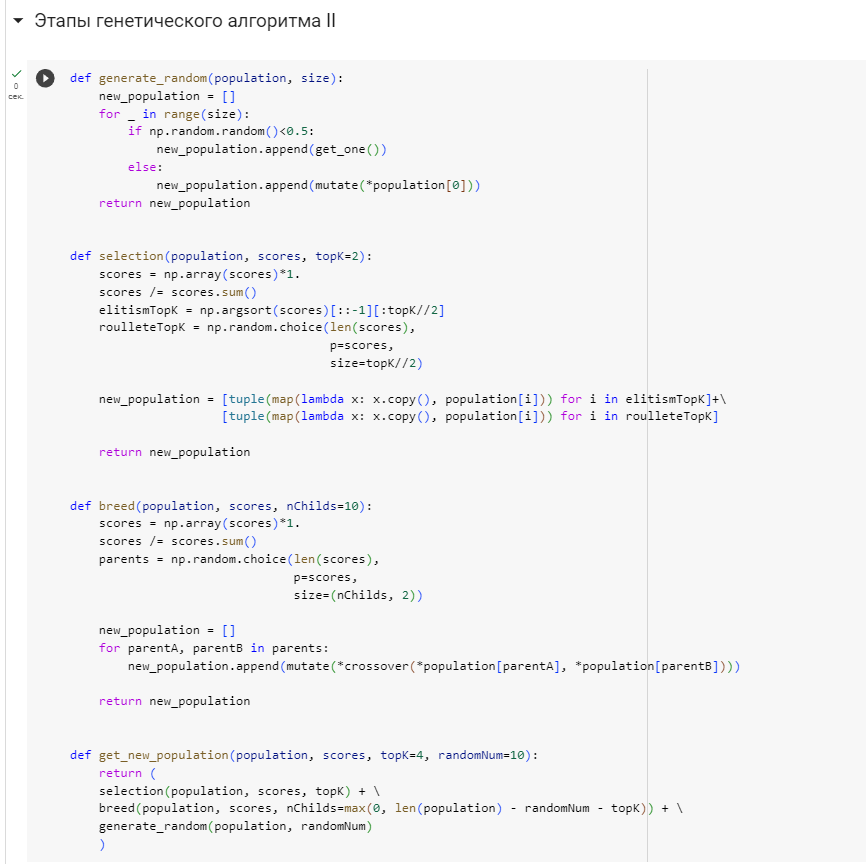 Этапы генетического алгоритма II
0
сек.
def generate_random(population, size):
    new_population = []
    for _ in range(size):
        if np.random.random()<0.5:
            new_population.append(get_one())
        else:
            new_population.append(mutate(*population[0]))
    return new_population
def selection(population, scores, topK=2):
    scores = np.array(scores)*1.
    scores /= scores.sum()
    elitismTopK = np.argsort(scores)[::-1][:topK//2]
    roulleteTopK = np.random.choice(len(scores),
                                    p=scores,
                                    size=topK//2)
    new_population = [tuple(map(lambda x: x.copy(), population[i])) for i in elitismTopK]+\
                     [tuple(map(lambda x: x.copy(), population[i])) for i in roulleteTopK]
    return new_population
def breed(population, scores, nChilds=10):
    scores = np.array(scores)*1.
    scores /= scores.sum()
    parents = np.random.choice(len(scores),
                               p=scores,
                               size=(nChilds, 2))
    new_population = []
    for parentA, parentB in parents:
        new_population.append(mutate(*crossover(*population[parentA], *population[parentB])))
    return new_population
def get_new_population(population, scores, topK=4, randomNum=10):
    return (
    selection(population, scores, topK) + \
    breed(population, scores, nChilds=max(0, len(population) - randomNum - topK)) + \
    generate_random(population, randomNum)
    )